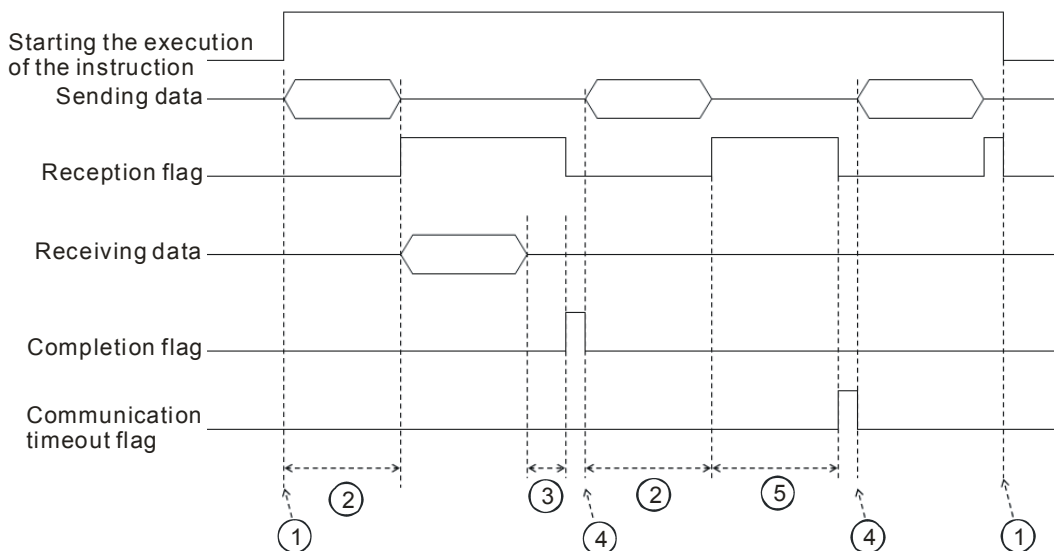 Starting the execution
of the instruction
Sending data
Reception flag
Receiving data
Completion flag
Communication
timeout flag
2 3 2 5
1 4 4 1